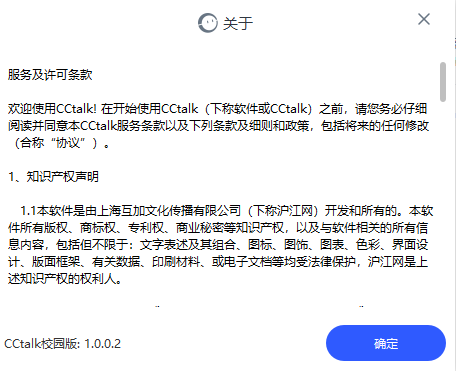 关于
服务及许可条款
欢迎使用CCtalk! 在开始使用CCtalk（下称软件或CCtalk）之前，请您务必仔细
阅读并同意本CCtalk服务条款以及下列条款及细则和政策，包括将来的任何修改
（合称“协议”）。
1、知识产权声明
1.1本软件是由上海互加文化传播有限公司（下称沪江网）开发和所有的。本软
件所有版权、商标权、专利权、商业秘密等知识产权，以及与软件相关的所有信
息内容，包括但不限于：文字表述及其组合、图标、图饰、图表、色彩、界面设
计、版面框架、有关数据、印刷材料、或电子文档等均受法律保护，沪江网是上
述知识产权的权利人。
CCtalk校园版: 1.0.0.2
确定